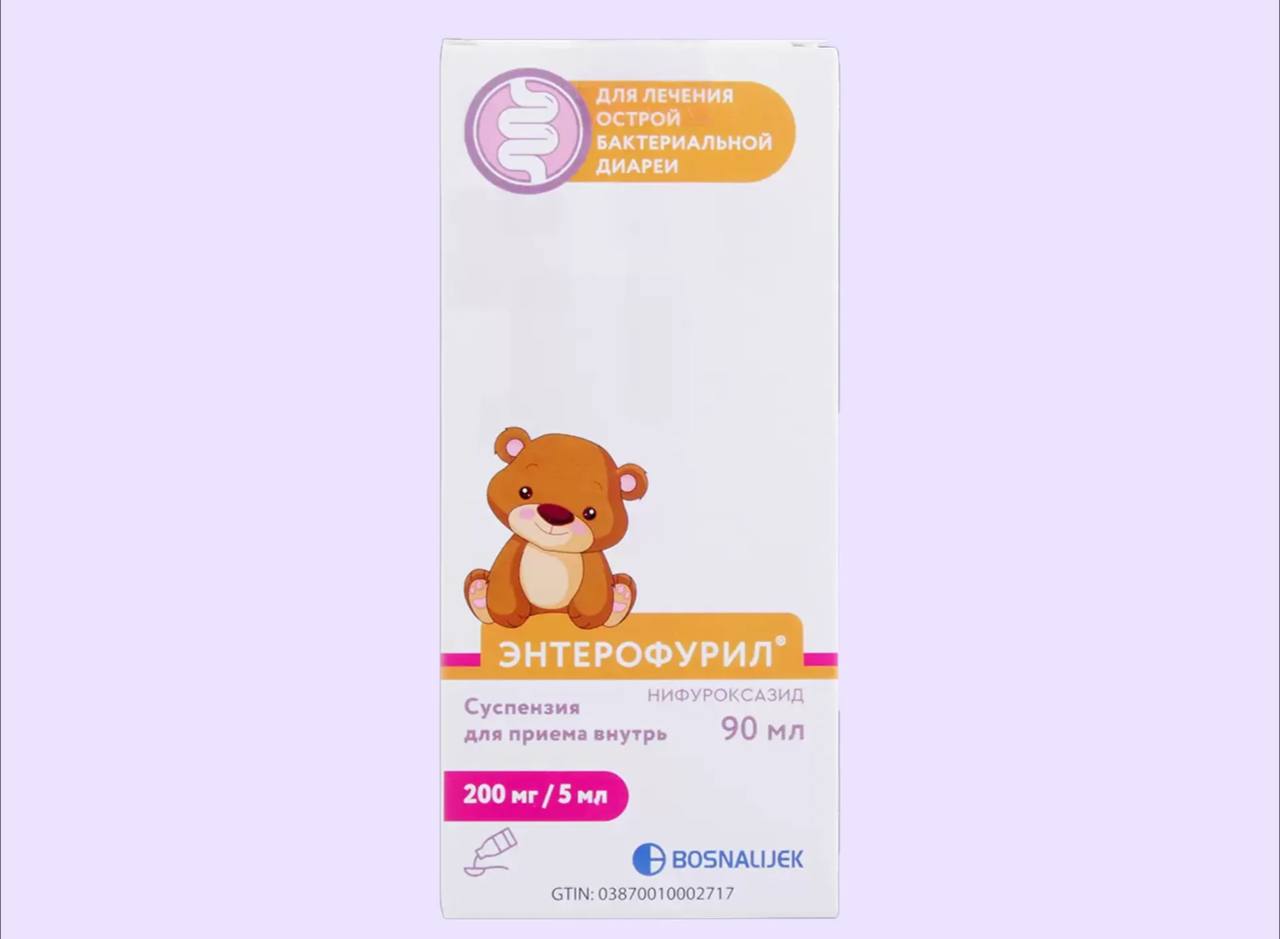 ДЛЯ ЛЕЧЕНИЯ
ОСТРОЙ
БАКТЕРИАЛЬНОЙ
ДИАРЕИ
ЭНТЕРОФУРИЛ®
НИФУРОКСАЗИД
Суспензия
для приема внутрь
90 мл
200 мг / 5 мл
BOSNALIJEK
GTIN: 03870010002717